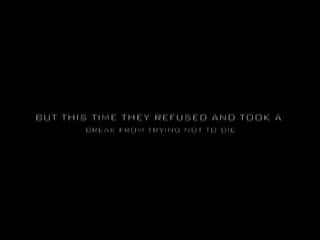 BUT THIS TIME THEY REFUSED AND TOOK A
BREAK FROM TRYING NOT TO DIE